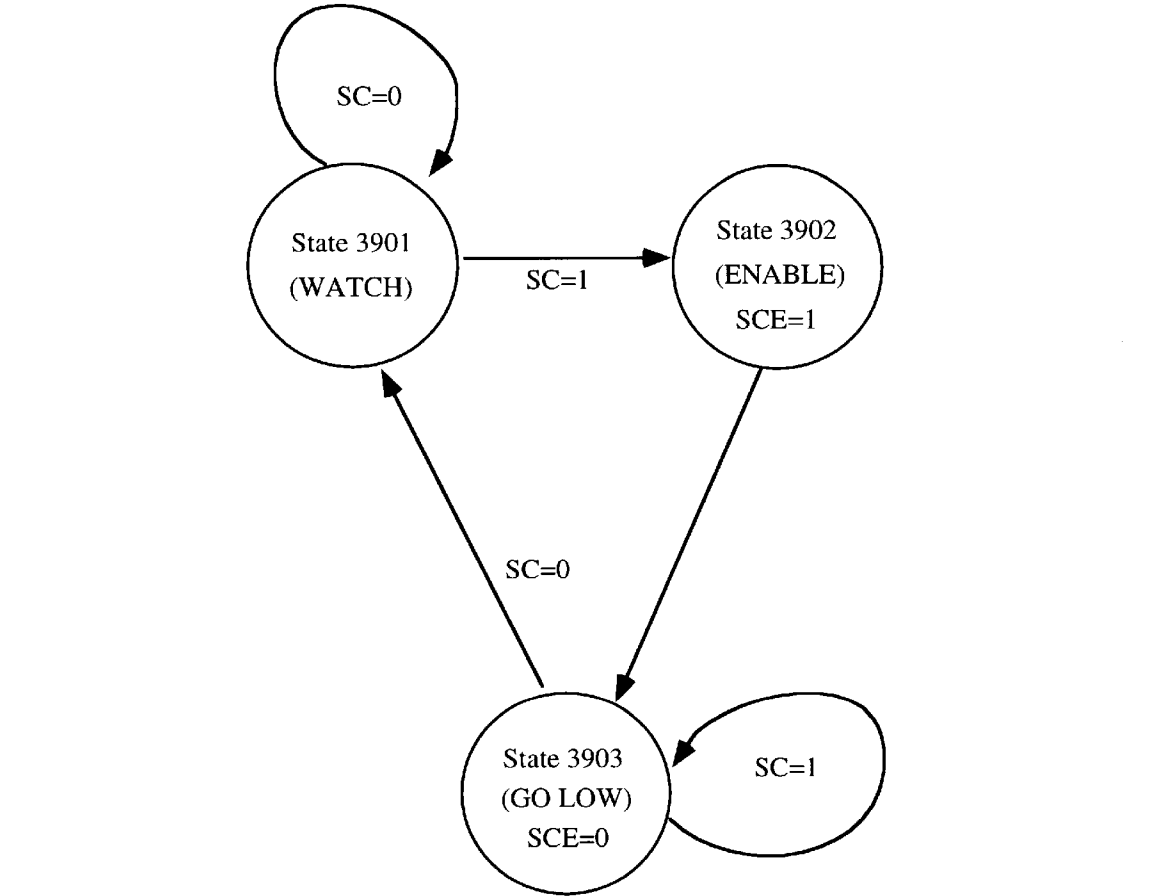 SC=0
State 3901
(WATCH)
SC=1
State 3902
(ENABLE)
SCE=1
SC=0
State 3903
(GO LOW)
SCE=0
SC=1